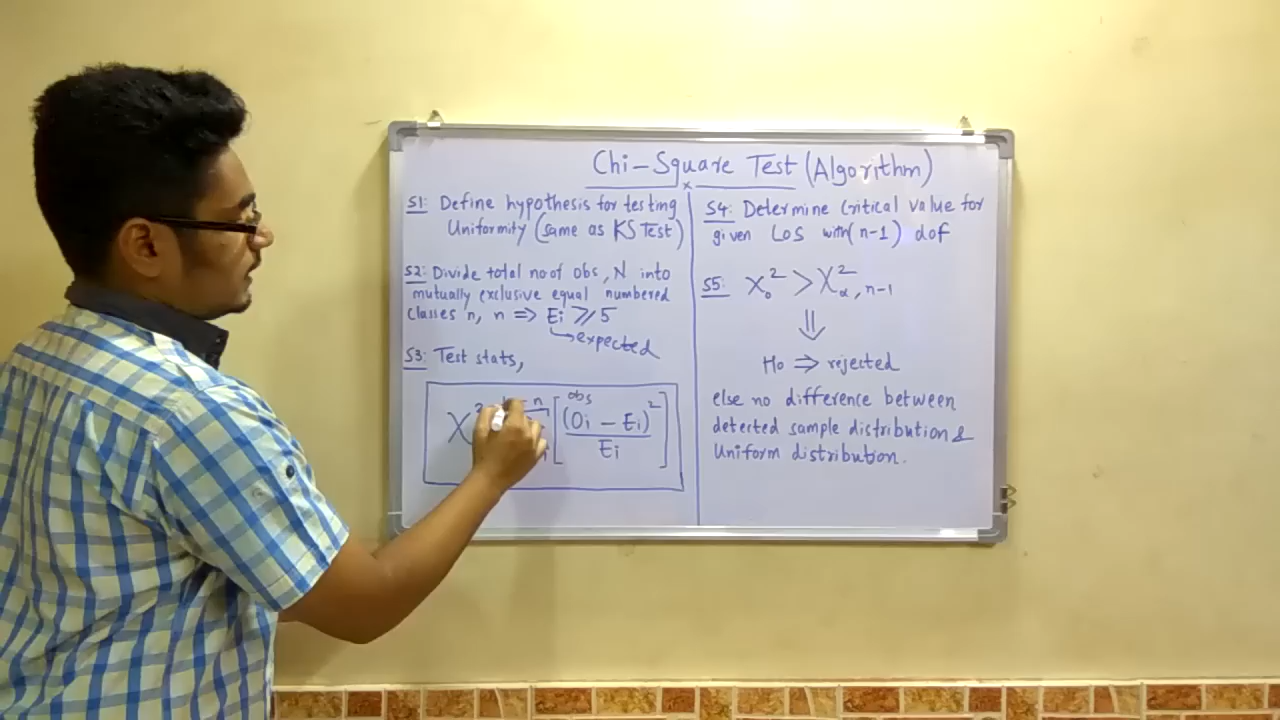 Chi-Square Test (Algorithm)
S1: Define hypothesis for testing
Uniformity (same as KS Test)
S2: Divide total no of obs, N into
mutually exclusive equal numbered
classes n, n => Ei ⩾ 5
expected
S3: Test stats,
obs
X² n [(Oi - Ei)² / Ei]
S4: Determine Critical value for
given LOS with (n-1) dof
S5: X₀² > X²α, n-1
⇓
Ho ⇒ rejected
else no difference between
detected sample distribution &
Uniform distribution.